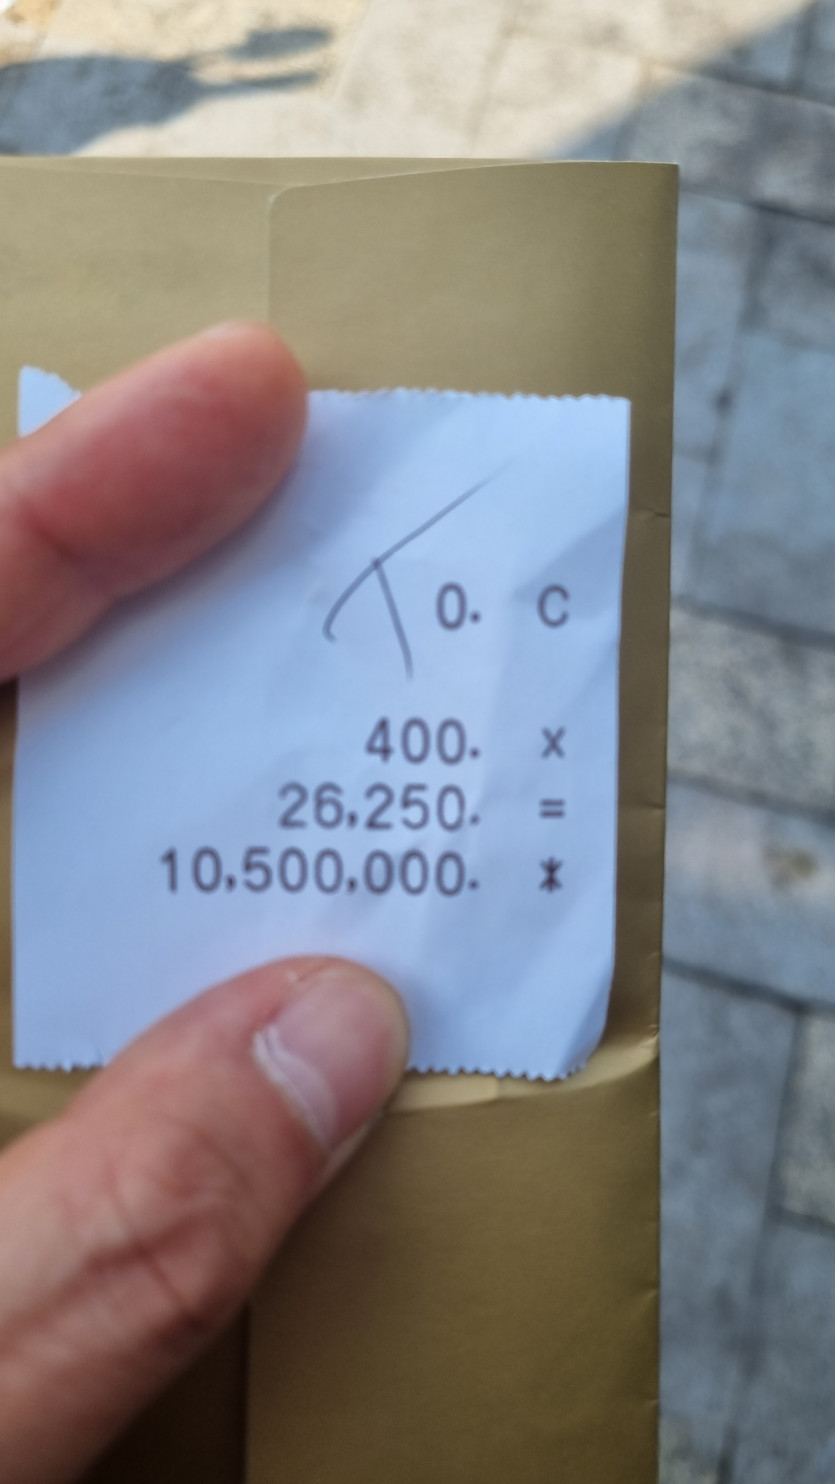 0. C
400. x
26,250. =
10,500,000. *